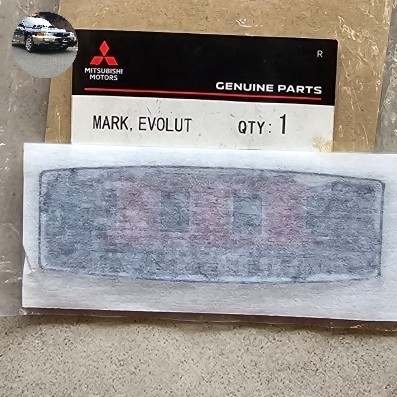 R
MITSUBISHI
MOTORS
GENUINE PARTS
MARK, EVOLUT QTY: 1